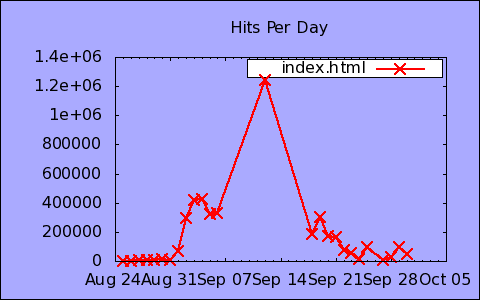 Hits Per Day
index.html
1.4e+06
1.2e+06
1e+06
800000
600000
400000
200000
0
Aug 24 Aug 31 Sep 07 Sep 14 Sep 21 Sep 28 Oct 05